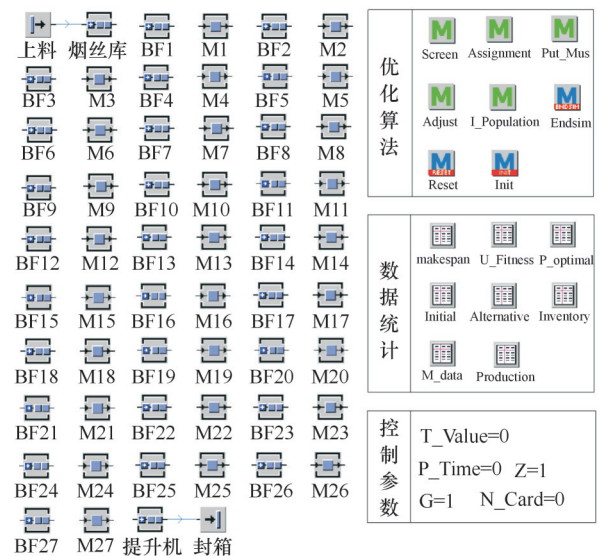 上料 烟丝库 BF1 M1 BF2 M2
BF3 M3 BF4 M4 BF5 M5
BF6 M6 BF7 M7 BF8 M8
BF9 M9 BF10 M10 BF11 M11
BF12 M12 BF13 M13 BF14 M14
BF15 M15 BF16 M16 BF17 M17
BF18 M18 BF19 M19 BF20 M20
BF21 M21 BF22 M22 BF23 M23
BF24 M24 BF25 M25 BF26 M26
BF27 M27 提升机 封箱
优化算法
Screen Assignment Put_Mus
Adjust I_Population Endsim
Reset Init
数据统计
makespan U_Fitness P_optimal
Initial Alternative Inventory
M_data Production
控制参数
T_Value=0
P_Time=0 Z=1
G=1 N_Card=0